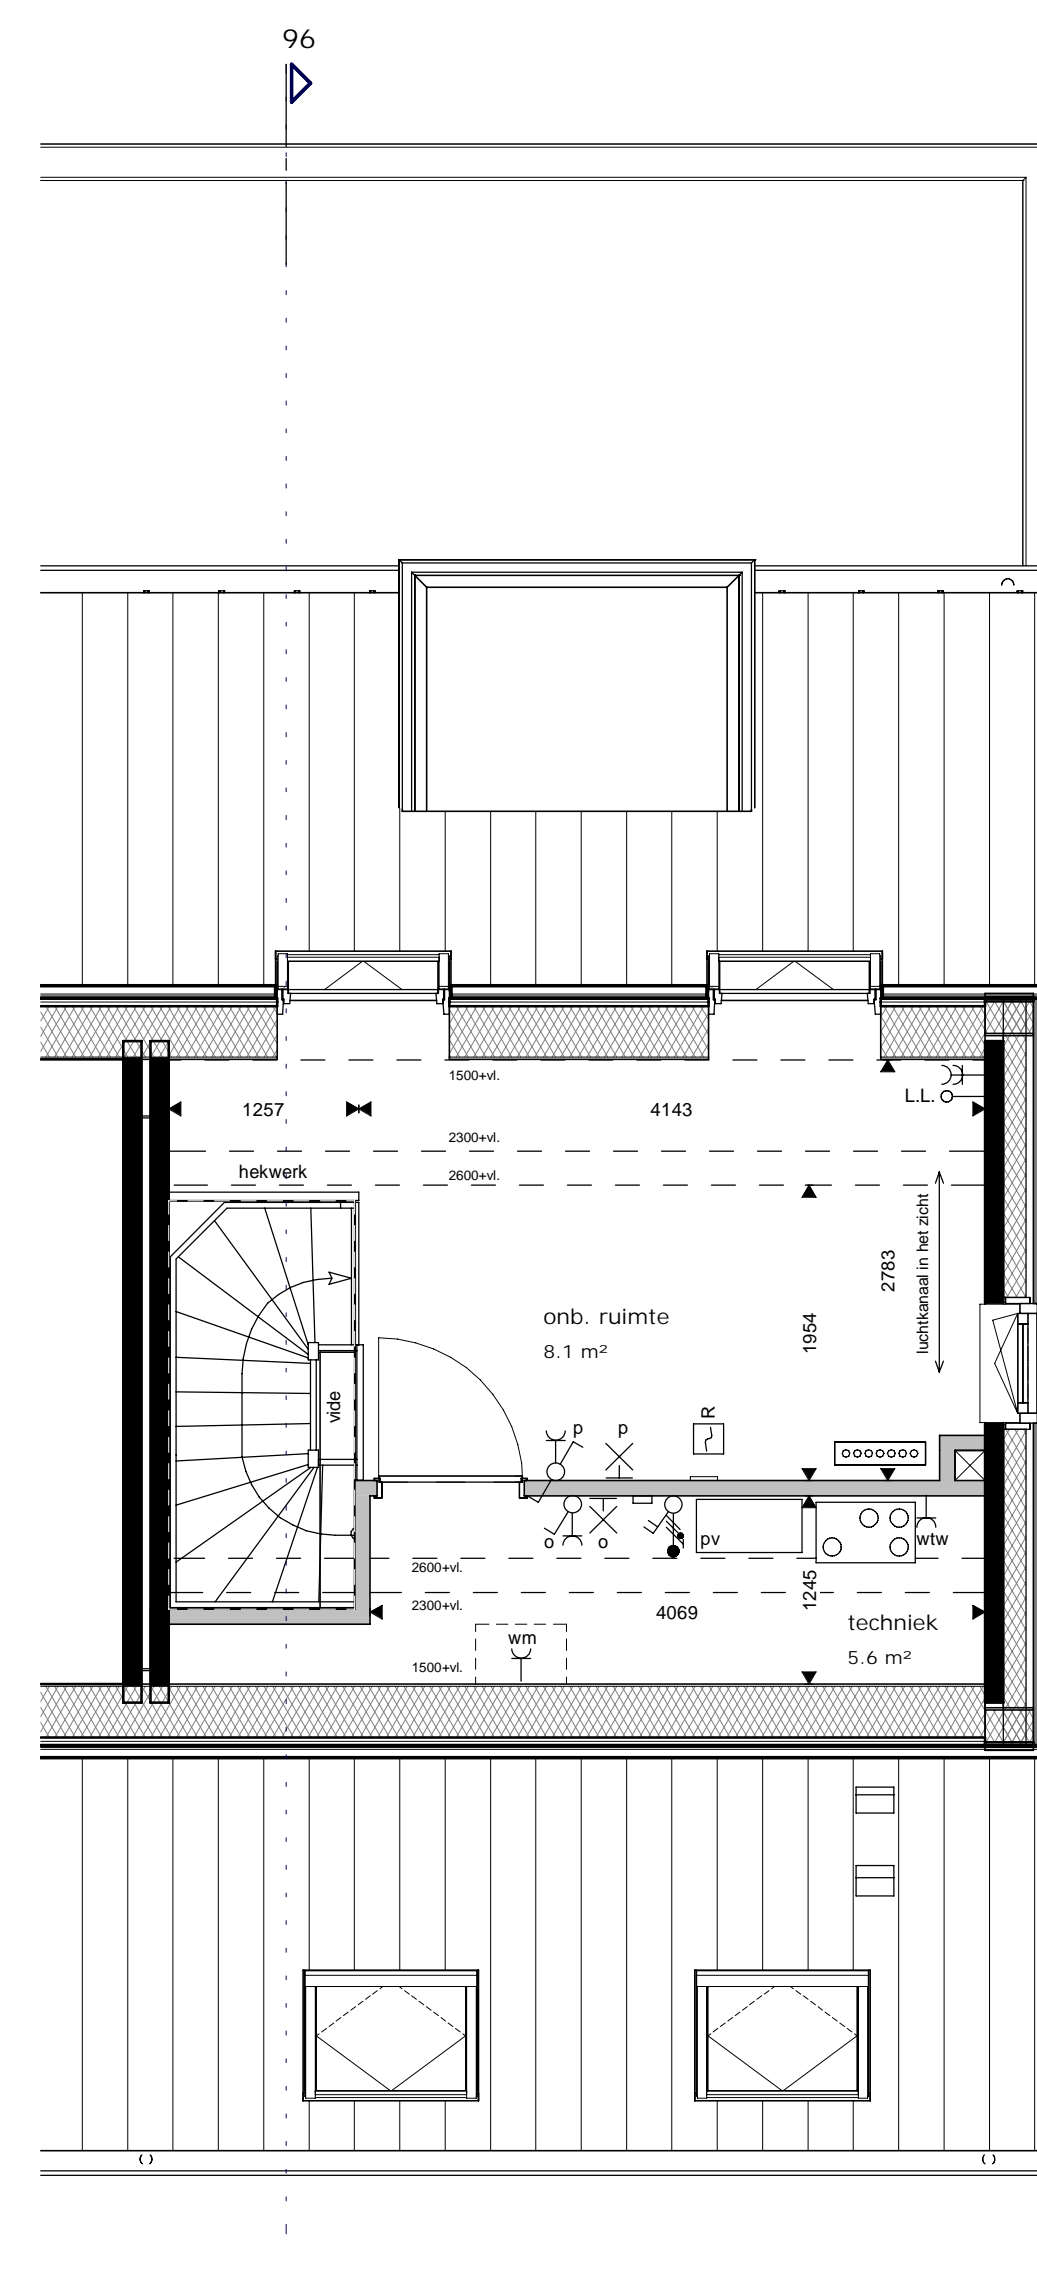 96
1500+vl.
L.L.
1257
4143
2300+vl.
hekwerk
2600+vl.
luchtkanaal in het zicht
2783
onb. ruimte
8.1 m²
1954
vide
p
p
R
o
o
pv
wtw
2600+vl.
1245
2300+vl.
4069
techniek
5.6 m²
wm
1500+vl.